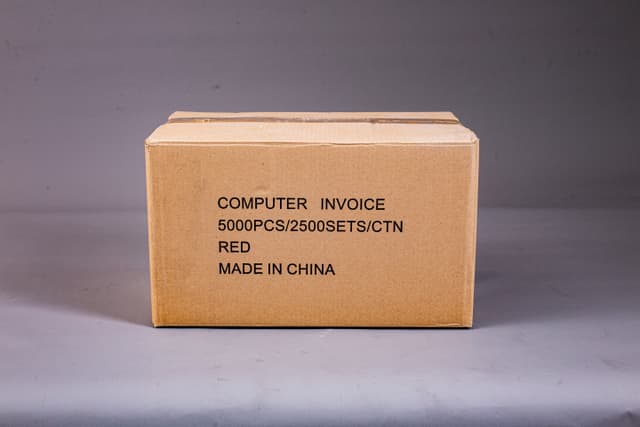 COMPUTER INVOICE
5000PCS/2500SETS/CTN
RED
MADE IN CHINA